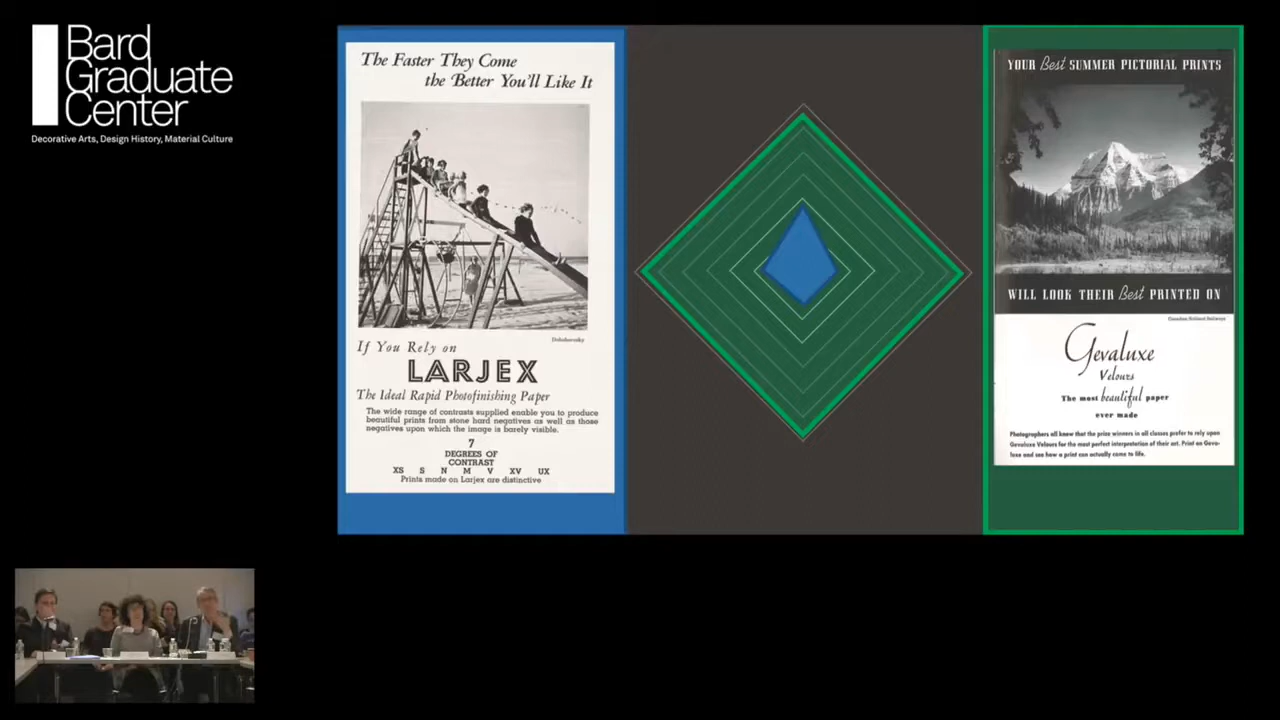 Bard
Graduate
Center
Decorative Arts, Design History, Material Culture
The Faster They Come
the Better You'll Like It
Dubskovsky
If You Rely on
LARJEX
The Ideal Rapid Photofinishing Paper
The wide range of contrasts supplied enable you to produce
beautiful prints from stone hard negatives as well as those
negatives upon which the image is barely visible.
7
DEGREES OF
CONTRAST
XS S N M V XV UX
Prints made on Larjex are distinctive
YOUR Best SUMMER PICTORIAL PRINTS
WILL LOOK THEIR Best PRINTED ON
Canadian National Railways
Gevaluxe
Velours
The most beautiful paper
ever made
Photographers all know that the prize winners in all classes prefer to rely upon
Gevaluxe Velours for the most perfect interpretation of their art. Print on Geva-
luxe and see how a print can actually come to life.